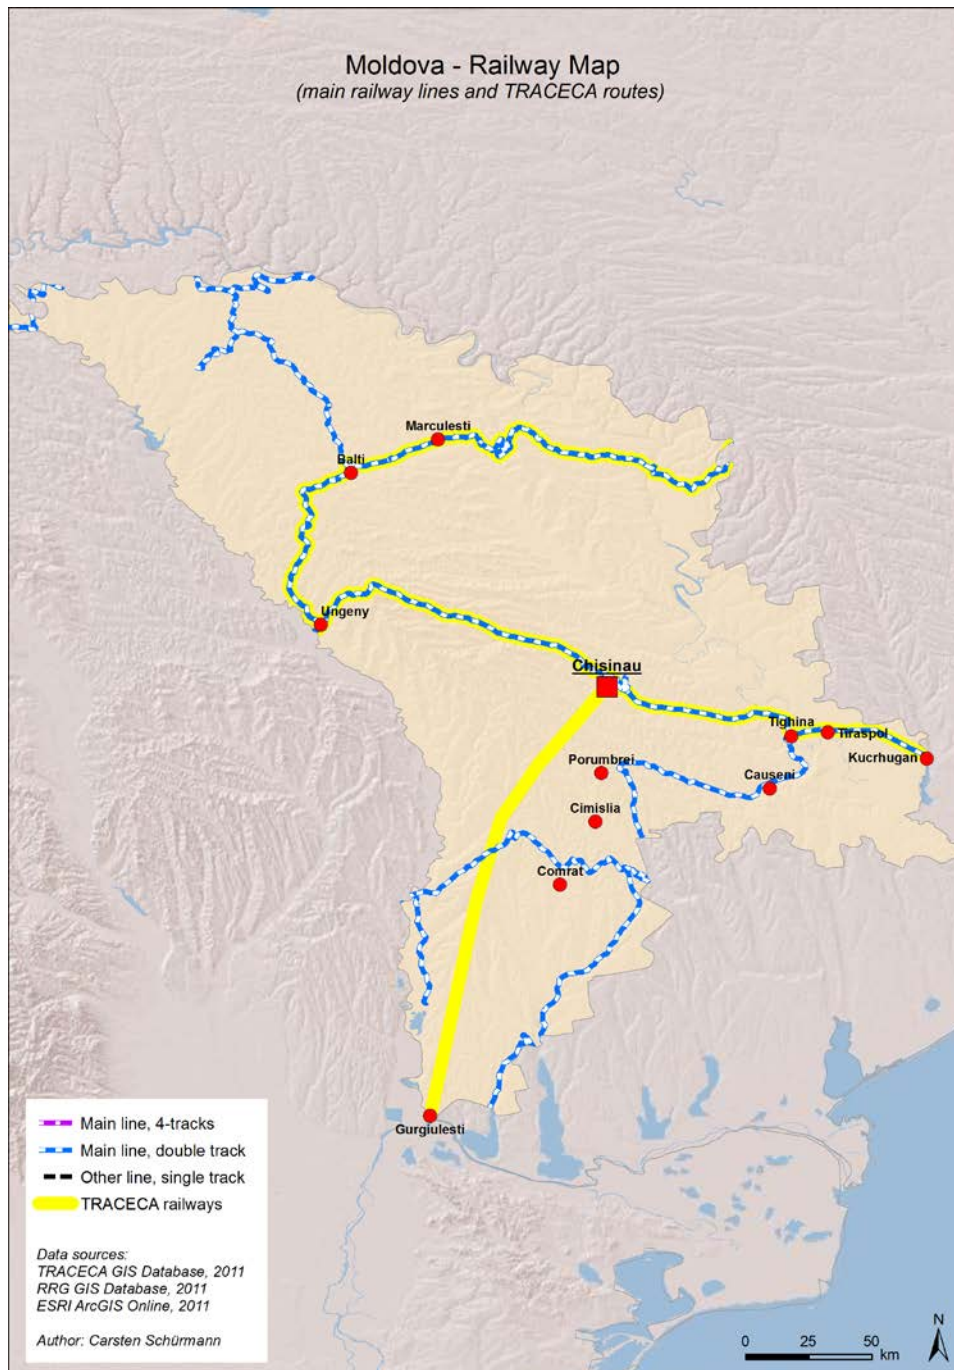 Moldova - Railway Map
(main railway lines and TRACECA routes)
Marculesti
Balti
Ungeny
Chisinau
Tighina
Tiraspol
Kucrhugan
Porumbrei
Causeni
Cimislia
Comrat
Gurgiulesti
Main line, 4-tracks
Main line, double track
Other line, single track
TRACECA railways
Data sources:
TRACECA GIS Database, 2011
RRG GIS Database, 2011
ESRI ArcGIS Online, 2011
Author: Carsten Schürmann
N
0 25 50
km